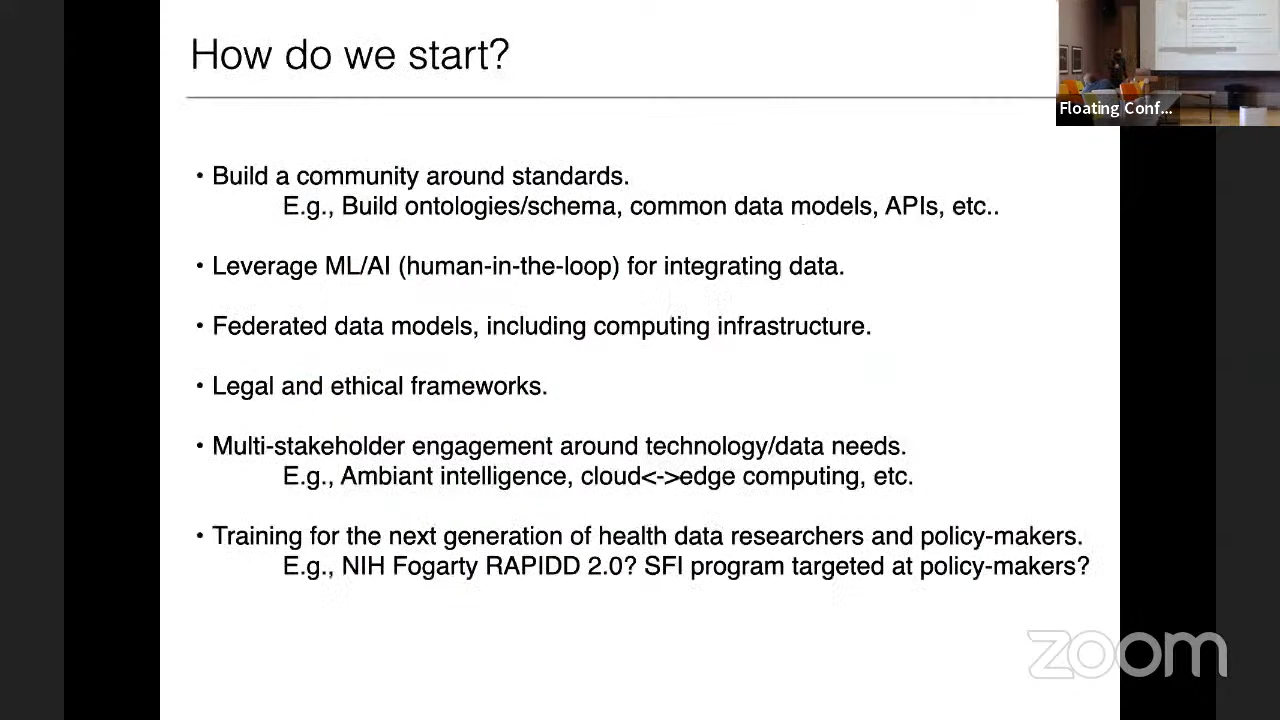 How do we start?
Floating Conf...
• Build a community around standards.
E.g., Build ontologies/schema, common data models, APIs, etc..
• Leverage ML/AI (human-in-the-loop) for integrating data.
• Federated data models, including computing infrastructure.
• Legal and ethical frameworks.
• Multi-stakeholder engagement around technology/data needs.
E.g., Ambiant intelligence, cloud<->edge computing, etc.
• Training for the next generation of health data researchers and policy-makers.
E.g., NIH Fogarty RAPIDD 2.0? SFI program targeted at policy-makers?
zoom